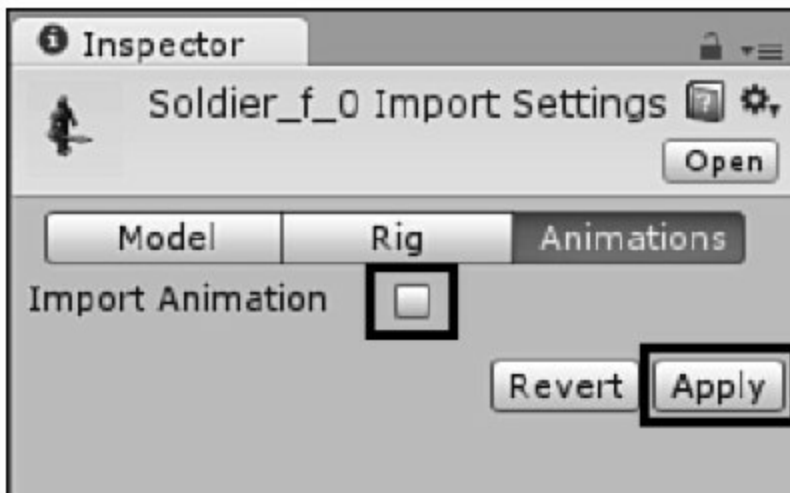 Inspector
Soldier_f_0 Import Settings
Open
Model Rig Animations
Import Animation
Revert Apply